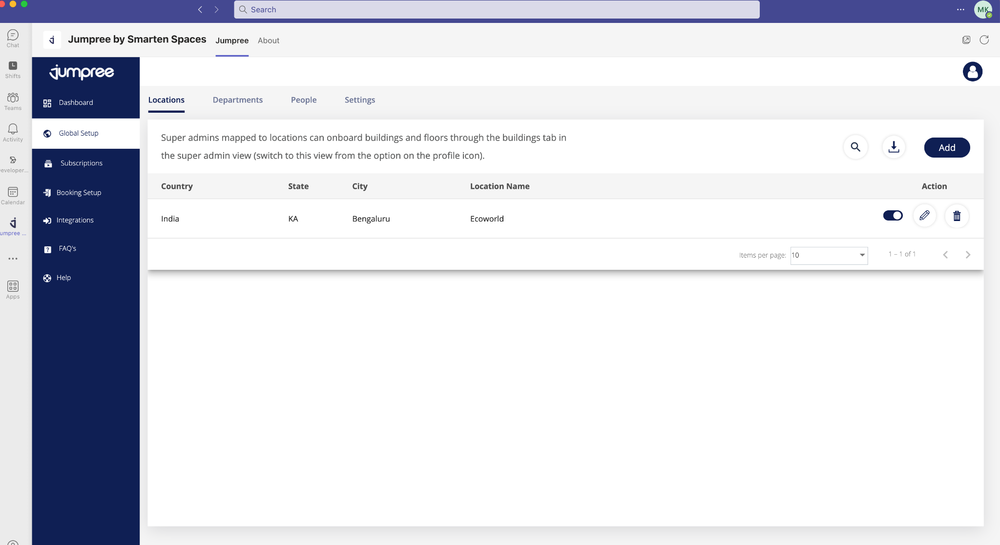 Search
MK
Chat
Shifts
Teams
Activity
eveloper...
Calendar
umpree ...
Apps
Jumpree by Smarten Spaces
Jumpree
About
jumpree
Dashboard
Global Setup
Subscriptions
Booking Setup
Integrations
FAQ's
Help
Locations
Departments
People
Settings
Super admins mapped to locations can onboard buildings and floors through the buildings tab in
the super admin view (switch to this view from the option on the profile icon).
Add
Country State City Location Name Action
India KA Bengaluru Ecoworld
Items per page: 10 1 – 1 of 1